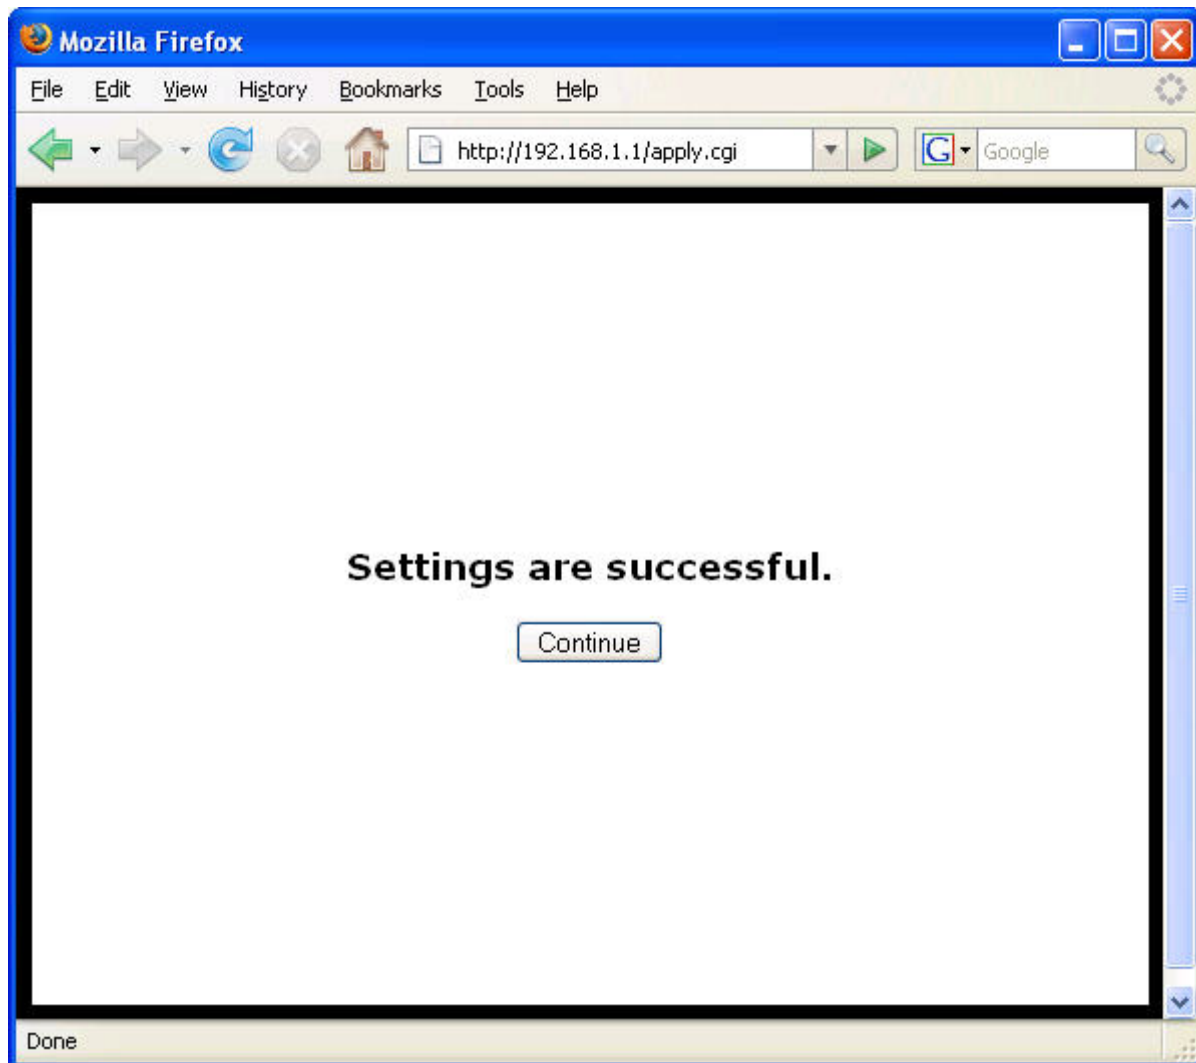 Mozilla Firefox
File Edit View History Bookmarks Tools Help
http://192.168.1.1/apply.cgi G Google
Settings are successful.
Continue
Done